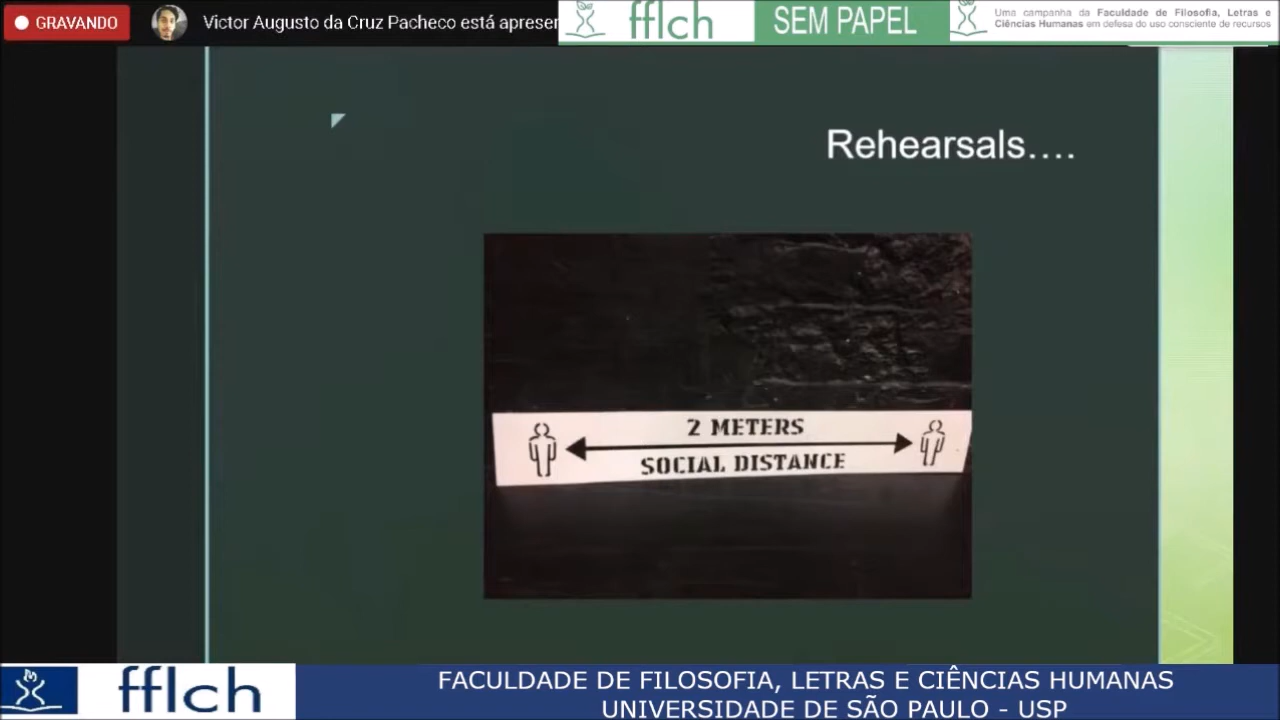 GRAVANDO
Victor Augusto da Cruz Pacheco está apresen
fflch
SEM PAPEL
Uma campanha da Faculdade de Filosofia, Letras e
Ciências Humanas em defesa do uso consciente de recursos
Rehearsals....
2 METERS
SOCIAL DISTANCE
fflch
FACULDADE DE FILOSOFIA, LETRAS E CIÊNCIAS HUMANAS
UNIVERSIDADE DE SÃO PAULO - USP